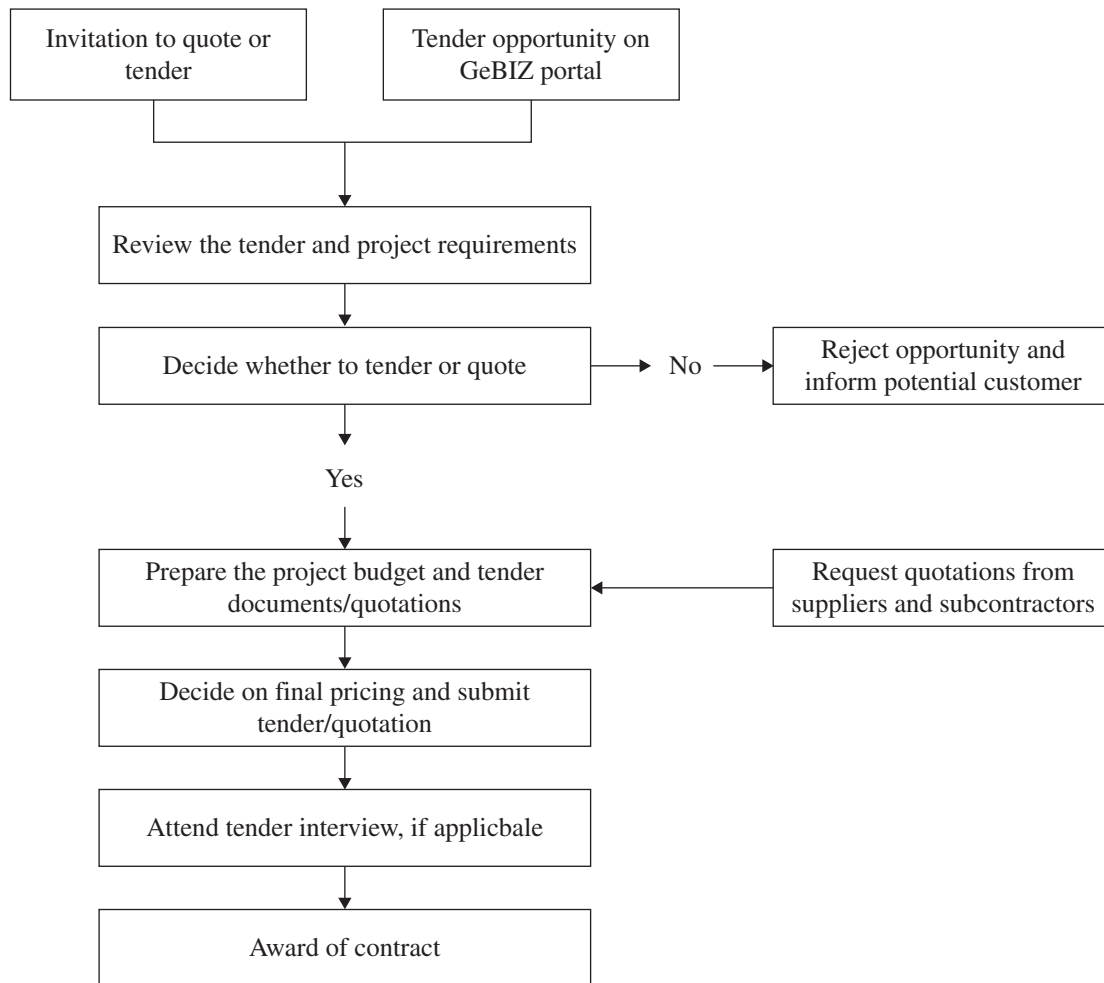 Invitation to quote or
tender
Tender opportunity on
GeBIZ portal
Review the tender and project requirements
Decide whether to tender or quote
No
Reject opportunity and
inform potential customer
Yes
Prepare the project budget and tender
documents/quotations
Request quotations from
suppliers and subcontractors
Decide on final pricing and submit
tender/quotation
Attend tender interview, if applicbale
Award of contract